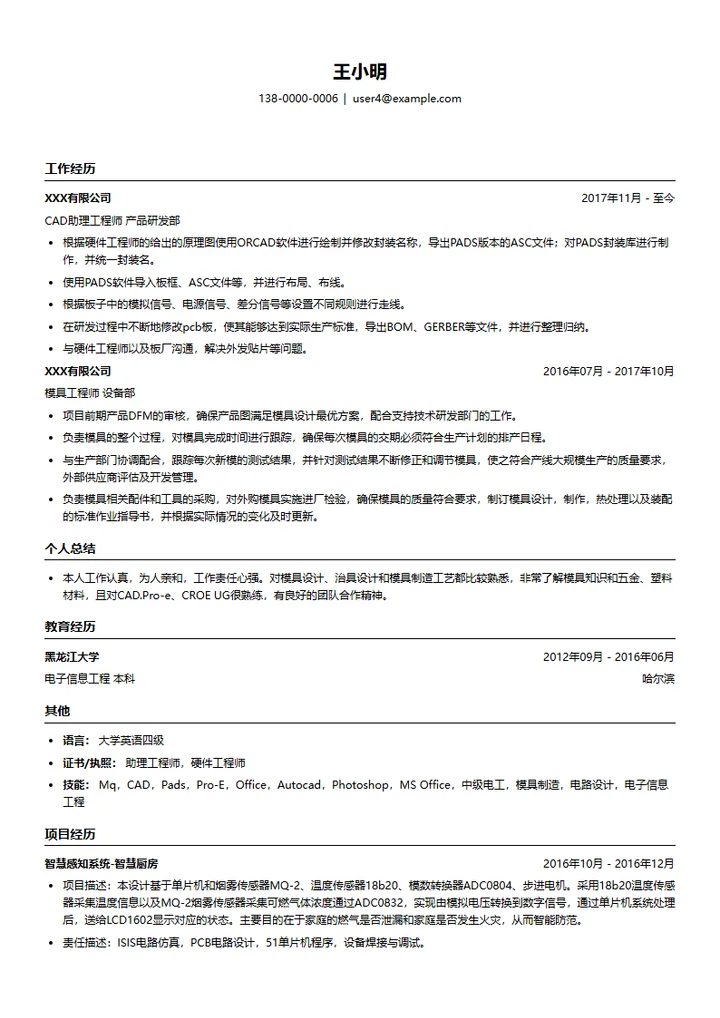 王小明
138-0000-0006 | user4@example.com
工作经历
XXX有限公司 2017年11月 - 至今
CAD助理工程师 产品研发部
• 根据硬件工程师的给出的原理图使用ORCAD软件进行绘制并修改封装名称，导出PADS版本的ASC文件；对PADS封装库进行制
作，并统一封装名。
• 使用PADS软件导入板框、ASC文件等，并进行布局、布线。
• 根据板子中的模拟信号、电源信号、差分信号等设置不同规则进行走线。
• 在研发过程中不断地修改pcb板，使其能够达到实际生产标准，导出BOM、GERBER等文件，并进行整理归纳。
• 与硬件工程师以及板厂沟通，解决外发贴片等问题。
XXX有限公司 2016年07月 - 2017年10月
模具工程师 设备部
• 项目前期产品DFM的审核，确保产品图满足模具设计最优方案，配合支持技术研发部门的工作。
• 负责模具的整个过程，对模具完成时间进行跟踪，确保每次模具的交期必须符合生产计划的排产日程。
• 与生产部门协调配合，跟踪每次新模的测试结果，并针对测试结果不断修正和调节模具，使之符合产线大规模生产的质量要求，
外部供应商评估及开发管理。
• 负责模具相关配件和工具的采购，对外购模具实施进厂检验，确保模具的质量符合要求，制订模具设计，制作，热处理以及装配
的标准作业指导书，并根据实际情况的变化及时更新。
个人总结
• 本人工作认真，为人亲和，工作责任心强。对模具设计、治具设计和模具制造工艺都比较熟悉，非常了解模具知识和五金、塑料
材料，且对CAD.Pro-e、CROE UG很熟练，有良好的团队合作精神。
教育经历
黑龙江大学 2012年09月 - 2016年06月
电子信息工程 本科 哈尔滨
其他
• 语言： 大学英语四级
• 证书/执照： 助理工程师，硬件工程师
• 技能： Mq，CAD，Pads，Pro-E，Office，Autocad，Photoshop，MS Office，中级电工，模具制造，电路设计，电子信息
工程
项目经历
智慧感知系统-智慧厨房 2016年10月 - 2016年12月
• 项目描述：本设计基于单片机和烟雾传感器MQ-2、温度传感器18b20、模数转换器ADC0804、步进电机。采用18b20温度传感
器采集温度信息以及MQ-2烟雾传感器采集可燃气体浓度通过ADC0832，实现由模拟电压转换到数字信号，通过单片机系统处理
后，送给LCD1602显示对应的状态。主要目的在于家庭的燃气是否泄漏和家庭是否发生火灾，从而智能防范。
• 责任描述：ISIS电路仿真，PCB电路设计，51单片机程序，设备焊接与调试。